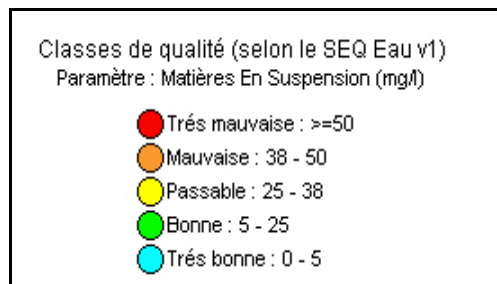 Classes de qualité (selon le SEQ Eau v1)
Paramètre : Matières En Suspension (mg/l)
Trés mauvaise : >=50
Mauvaise : 38 - 50
Passable : 25 - 38
Bonne : 5 - 25
Trés bonne : 0 - 5